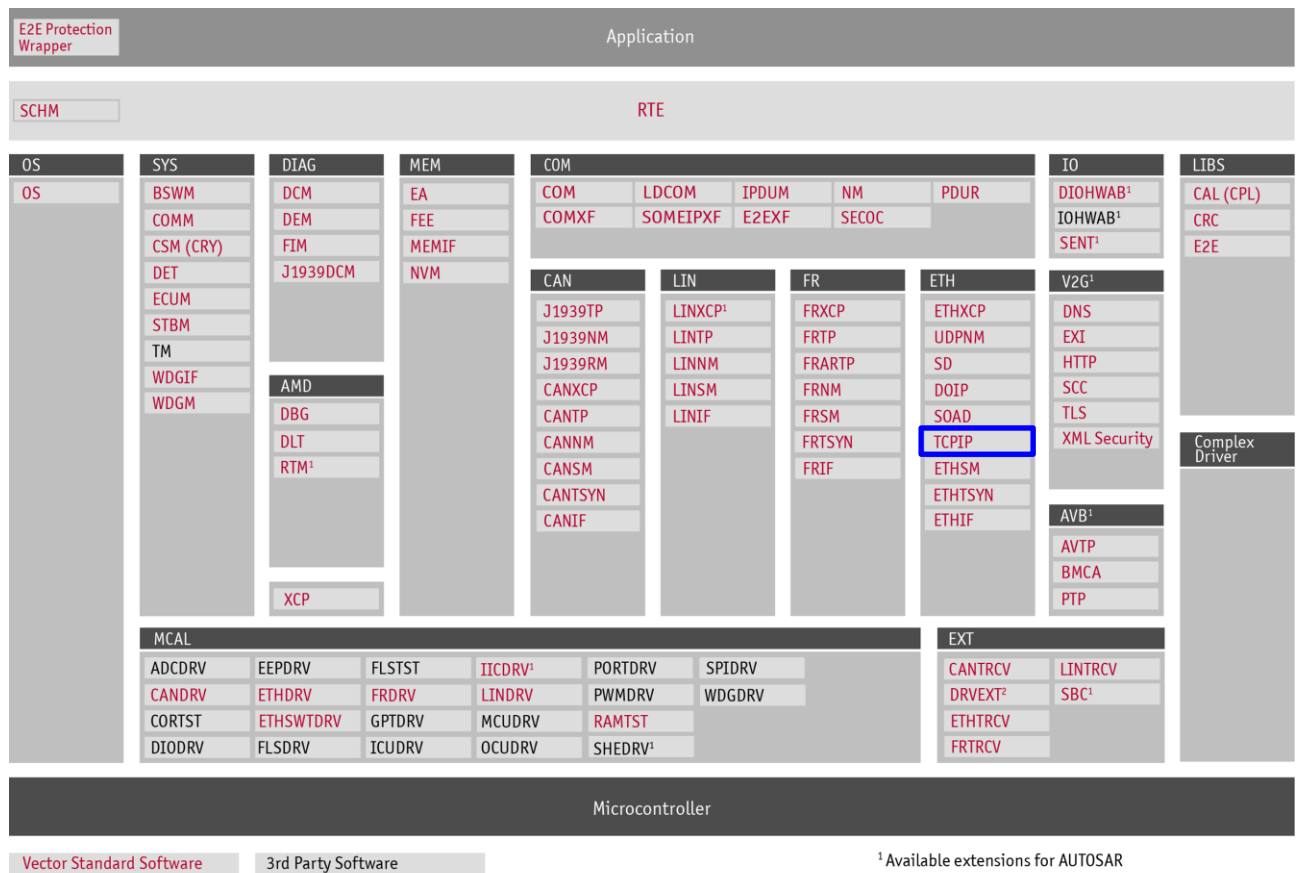 E2E Protection
Wrapper
Application
SCHM
RTE
OS
OS
SYS
BSWM
COMM
CSM (CRY)
DET
ECUM
STBM
TM
WDGIF
WDGM
DIAG
DCM
DEM
FIM
J1939DCM
AMD
DBG
DLT
RTM¹
XCP
MEM
EA
FEE
MEMIF
NVM
COM
COM LDCOM IPDUM NM PDUR
COMXF SOMEIPXF E2EXF SECOC
CAN
J1939TP
J1939NM
J1939RM
CANXCP
CANTP
CANNM
CANSM
CANTSYN
CANIF
LIN
LINXCP¹
LINTP
LINNM
LINSM
LINIF
FR
FRXCP
FRTP
FRARTP
FRNM
FRSM
FRTSYN
FRIF
ETH
ETHXCP
UDPNM
SD
DOIP
SOAD
TCPIP
ETHSM
ETHTSYN
ETHIF
IO
DIOHWAB¹
IOHWAB¹
SENT¹
V2G¹
DNS
EXI
HTTP
SCC
TLS
XML Security
AVB¹
AVTP
BMCA
PTP
LIBS
CAL (CPL)
CRC
E2E
Complex
Driver
MCAL
ADCDRV EEPDRV FLSTST IICDRV¹ PORTDRV SPIDRV
CANDRV ETHDRV FRDRV LINDRV PWMDRV WDGDRV
CORTST ETHSWTDRV GPTDRV MCUDRV RAMTST
DIODRV FLSDRV ICUDRV OCUDRV SHEDRV¹
EXT
CANTRCV LINTRCV
DRVEXT² SBC¹
ETHTRCV
FRTRCV
Microcontroller
Vector Standard Software 3rd Party Software
¹ Available extensions for AUTOSAR